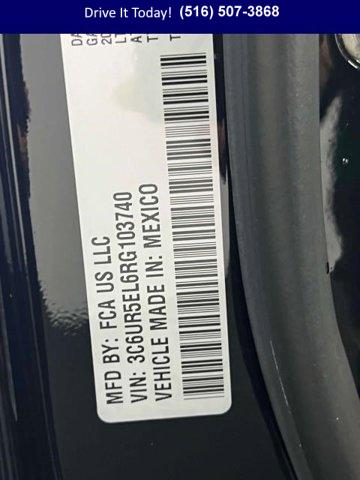 Drive It Today! (516) 507-3868
MFD BY: FCA US LLC
VIN: 3C6UR5EL6RG103740
VEHICLE MADE IN: MEXICO